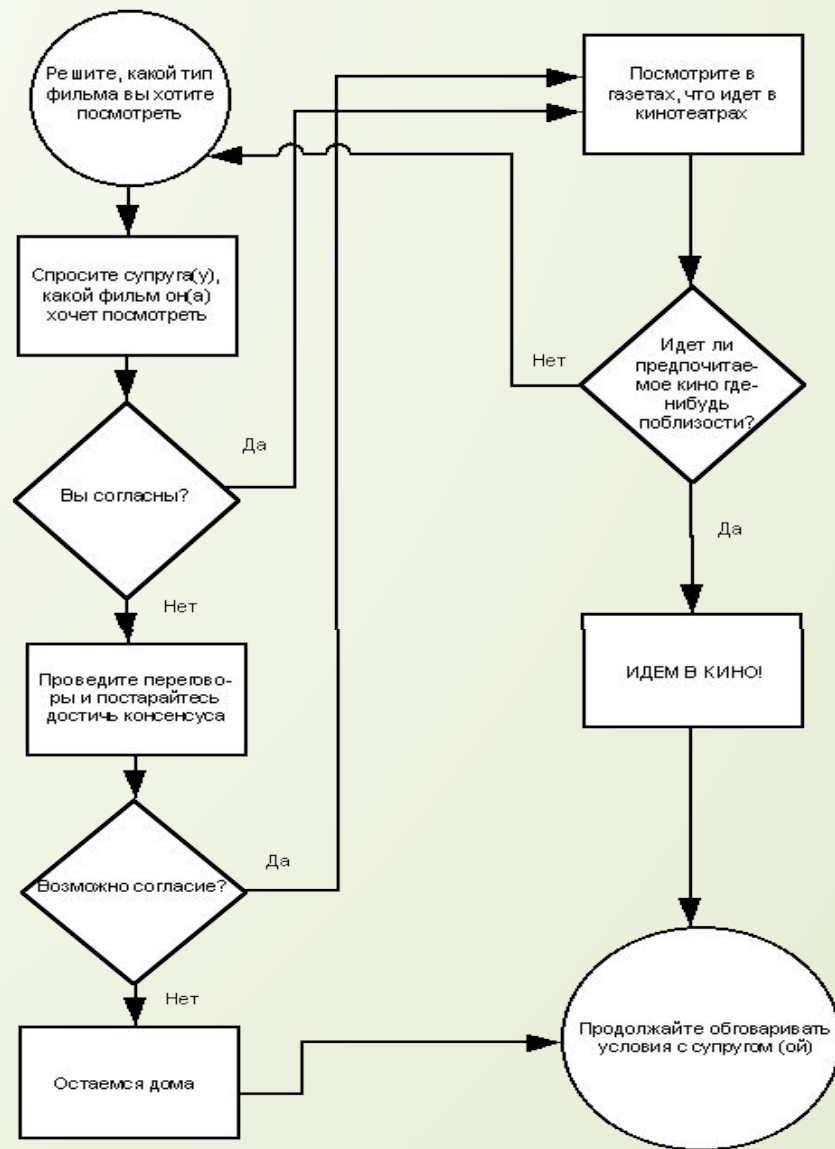 Решите, какой тип
фильма вы хотите
посмотреть
Спросите супруга(у),
какой фильм он(а)
хочет посмотреть
Вы согласны?
Да
Нет
Проведите перегово-
ры и постарайтесь
достичь консенсуса
Возможно согласие?
Да
Нет
Остаемся дома
Посмотрите в
газетах, что идет в
кинотеатрах
Идет ли
предпочитае-
мое кино где-
нибудь
поблизости?
Нет
Да
ИДЕМ В КИНО!
Продолжайте обговаривать
условия с супругом (ой)